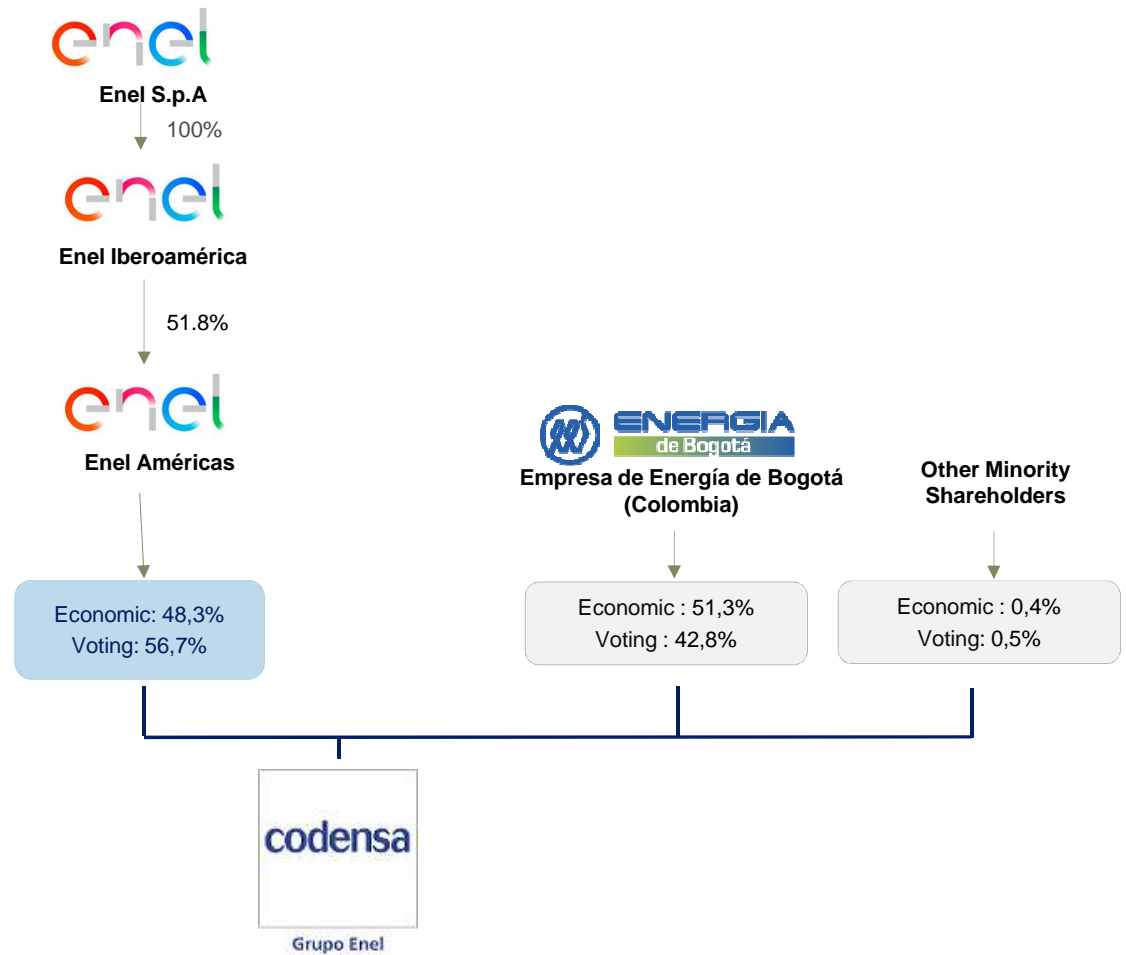 enel
Enel S.p.A
100%
enel
Enel Iberoamérica
51.8%
enel
Enel Américas
ENERGIA
de Bogotá
Empresa de Energía de Bogotá
(Colombia)
Other Minority
Shareholders
Economic: 48,3%
Voting: 56,7%
Economic : 51,3%
Voting : 42,8%
Economic : 0,4%
Voting: 0,5%
codensa
Grupo Enel